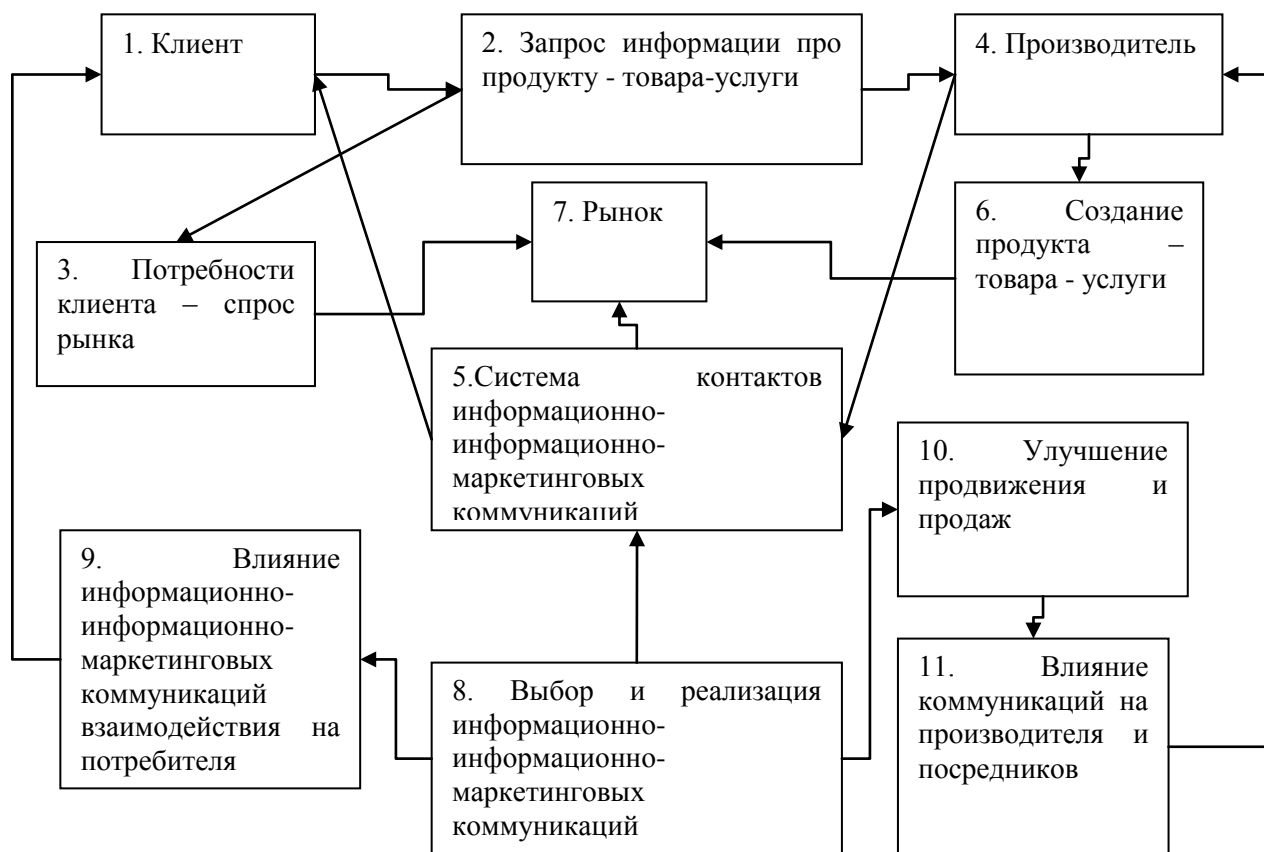 1. Клиент
2. Запрос информации про
продукту - товара-услуги
4. Производитель
7. Рынок
6. Создание
продукта –
товара - услуги
3. Потребности
клиента – спрос
рынка
5.Система контактов
информационно-
информационно-
маркетинговых
коммуникаций
10. Улучшение
продвижения и
продаж
9. Влияние
информационно-
информационно-
маркетинговых
коммуникаций
взаимодействия на
потребителя
8. Выбор и реализация
информационно-
информационно-
маркетинговых
коммуникаций
11. Влияние
коммуникаций на
производителя и
посредников